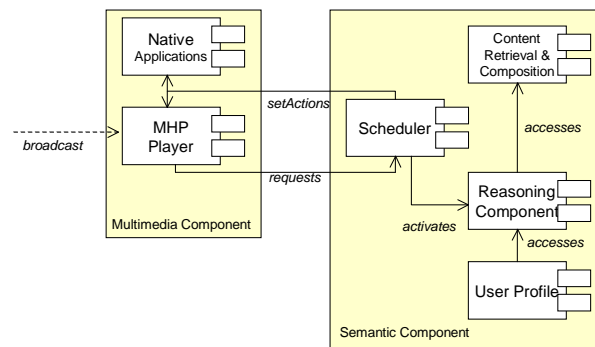 Native
Applications
Content
Retrieval &
Composition
setActions
MHP
Player
Scheduler
accesses
broadcast
requests
Reasoning
Component
activates
Multimedia Component
accesses
User Profile
Semantic Component